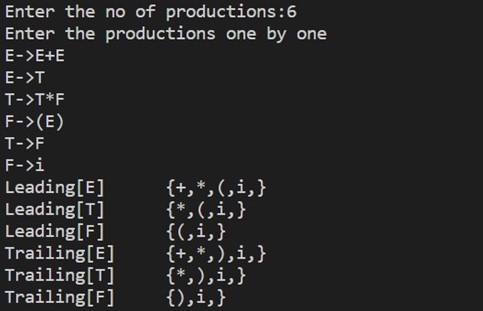 Enter the no of productions:6
Enter the productions one by one
E->E+E
E->T
T->T*F
F->(E)
T->F
F->i
Leading[E]      {+,*,(,i,}
Leading[T]      {*,(,i,}
Leading[F]      {(,i,}
Trailing[E]     {+,*,),i,}
Trailing[T]     {*,),i,}
Trailing[F]     {),i,}